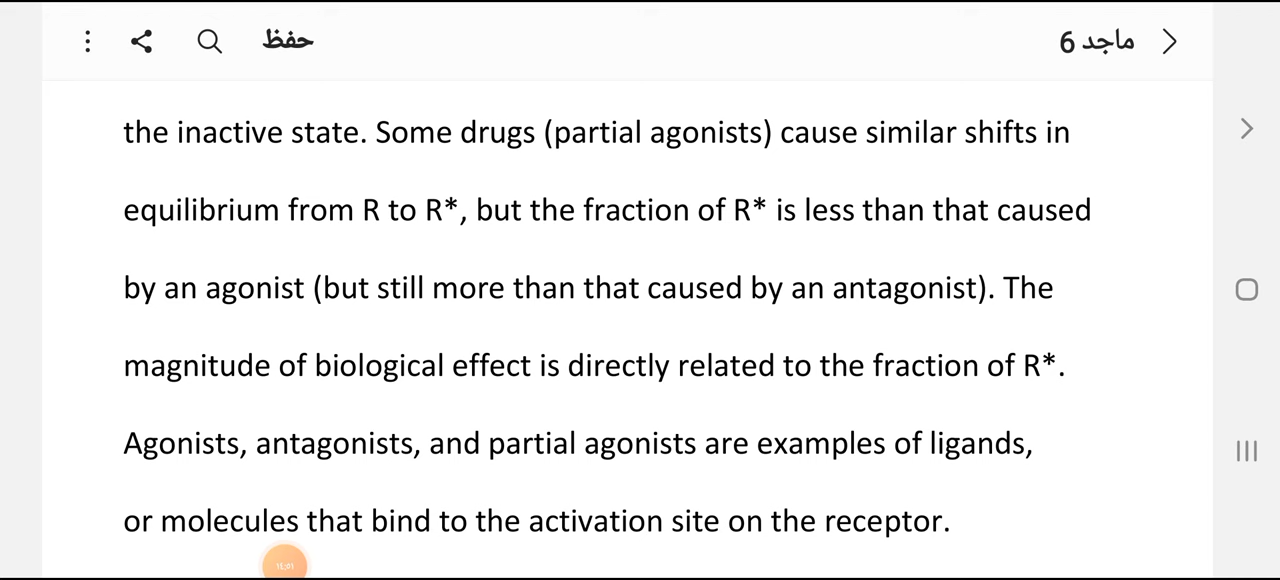 حفظ
ماجد 6
the inactive state. Some drugs (partial agonists) cause similar shifts in
equilibrium from R to R*, but the fraction of R* is less than that caused
by an agonist (but still more than that caused by an antagonist). The
magnitude of biological effect is directly related to the fraction of R*.
Agonists, antagonists, and partial agonists are examples of ligands,
or molecules that bind to the activation site on the receptor.
15:01